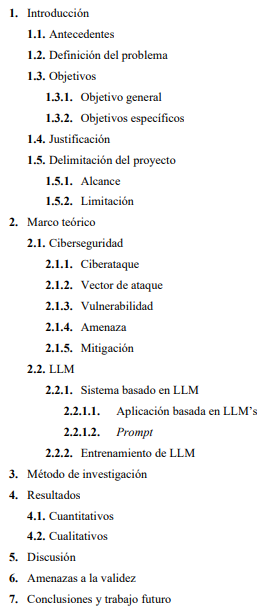 1. Introducción
1.1. Antecedentes
1.2. Definición del problema
1.3. Objetivos
1.3.1. Objetivo general
1.3.2. Objetivos específicos
1.4. Justificación
1.5. Delimitación del proyecto
1.5.1. Alcance
1.5.2. Limitación
2. Marco teórico
2.1. Ciberseguridad
2.1.1. Ciberataque
2.1.2. Vector de ataque
2.1.3. Vulnerabilidad
2.1.4. Amenaza
2.1.5. Mitigación
2.2. LLM
2.2.1. Sistema basado en LLM
2.2.1.1. Aplicación basada en LLM's
2.2.1.2. Prompt
2.2.2. Entrenamiento de LLM
3. Método de investigación
4. Resultados
4.1. Cuantitativos
4.2. Cualitativos
5. Discusión
6. Amenazas a la validez
7. Conclusiones y trabajo futuro